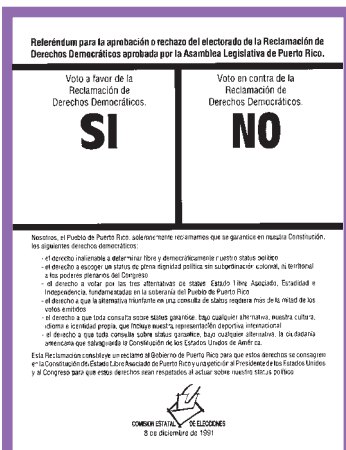 Referéndum para la aprobación o rechazo del electorado de la Reclamación de
Derechos Democráticos aprobada por la Asamblea Legislativa de Puerto Rico.
Voto a favor de la
Reclamación de
Derechos Democráticos.
SI
Voto en contra de la
Reclamación de
Derechos Democráticos.
NO
Nosotros, el Pueblo de Puerto Rico, solemnemente reclamamos que se garantice en nuestra Constitución,
los siguientes derechos democráticos:
- el derecho inalienable a determinar libre y democráticamente nuestro status político
- el derecho a escoger un status de plena dignidad política sin subordinación colonial, ni territorial
a los poderes plenarios del Congreso
- el derecho a votar por las tres alternativas de status, Estado Libre Asociado, Estadidad e
Independencia, fundamentadas en la soberanía del Pueblo de Puerto Rico
- el derecho a que la alternativa triunfante en una consulta de status requiera más de la mitad de los
votos emitidos
- el derecho a que toda consulta sobre status garantice, bajo cualquier alternativa, nuestra cultura,
idioma e identidad propia, que incluye nuestra representación deportiva internacional
- el derecho a que toda consulta sobre status garantice, bajo cualquier alternativa, la ciudadanía
americana que salvaguarda la Constitución de los Estados Unidos de América.
Esta Reclamación constituye un reclamo al Gobierno de Puerto Rico para que estos derechos se consagren
en la Constitución del Estado Libre Asociado de Puerto Rico y una petición al Presidente de los Estados Unidos
y al Congreso para que estos derechos sean respetados al actuar sobre nuestro status político
COMISION ESTATAL DE ELECCIONES
8 de diciembre de 1991